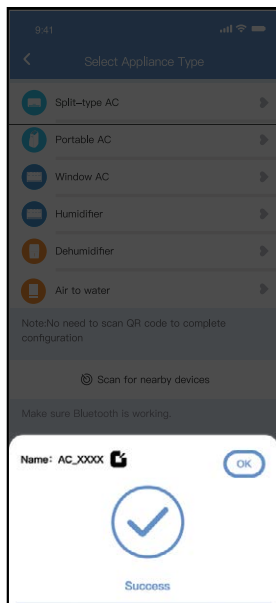 9:41
Select Appliance Type
Split-type AC
Portable AC
Window AC
Humidifier
Dehumidifier
Air to water
Note:No need to scan QR code to complete
configuration
Scan for nearby devices
Make sure Bluetooth is working.
Name: AC_XXXX
OK
Success